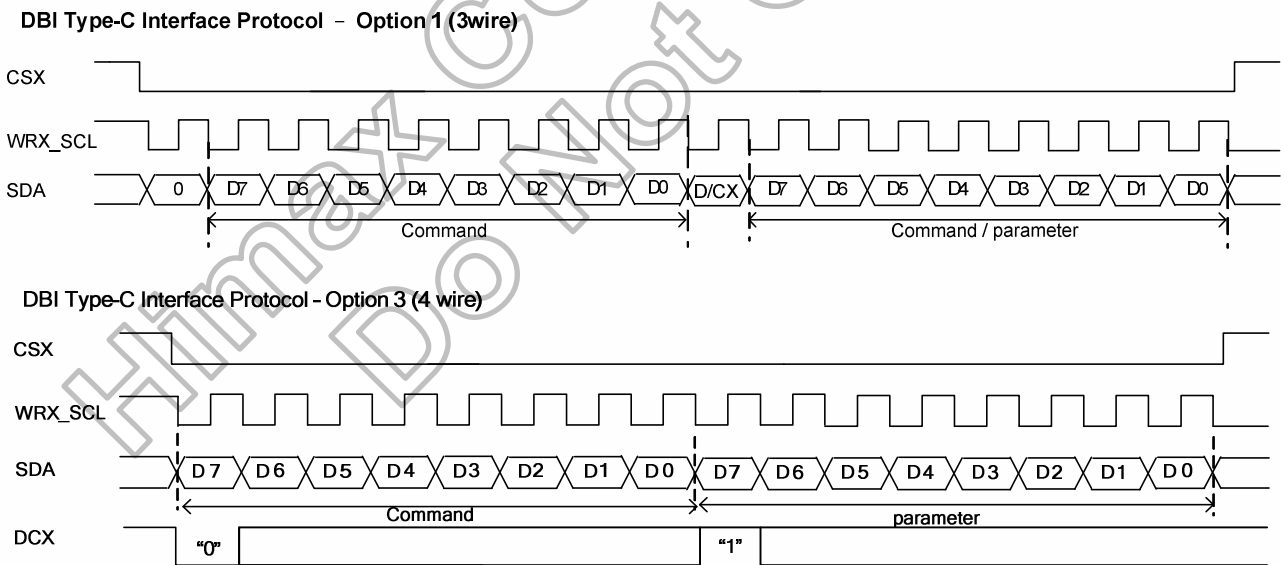 DBI Type-C Interface Protocol – Option 1 (3wire)
CSX
WRX_SCL
SDA 0 D7 D6 D5 D4 D3 D2 D1 D0 D/CX D7 D6 D5 D4 D3 D2 D1 D0
Command Command / parameter
DBI Type-C Interface Protocol - Option 3 (4 wire)
CSX
WRX_SCL
SDA D7 D6 D5 D4 D3 D2 D1 D0 D7 D6 D5 D4 D3 D2 D1 D0
Command parameter
DCX "0" "1"
Himax
Do Not